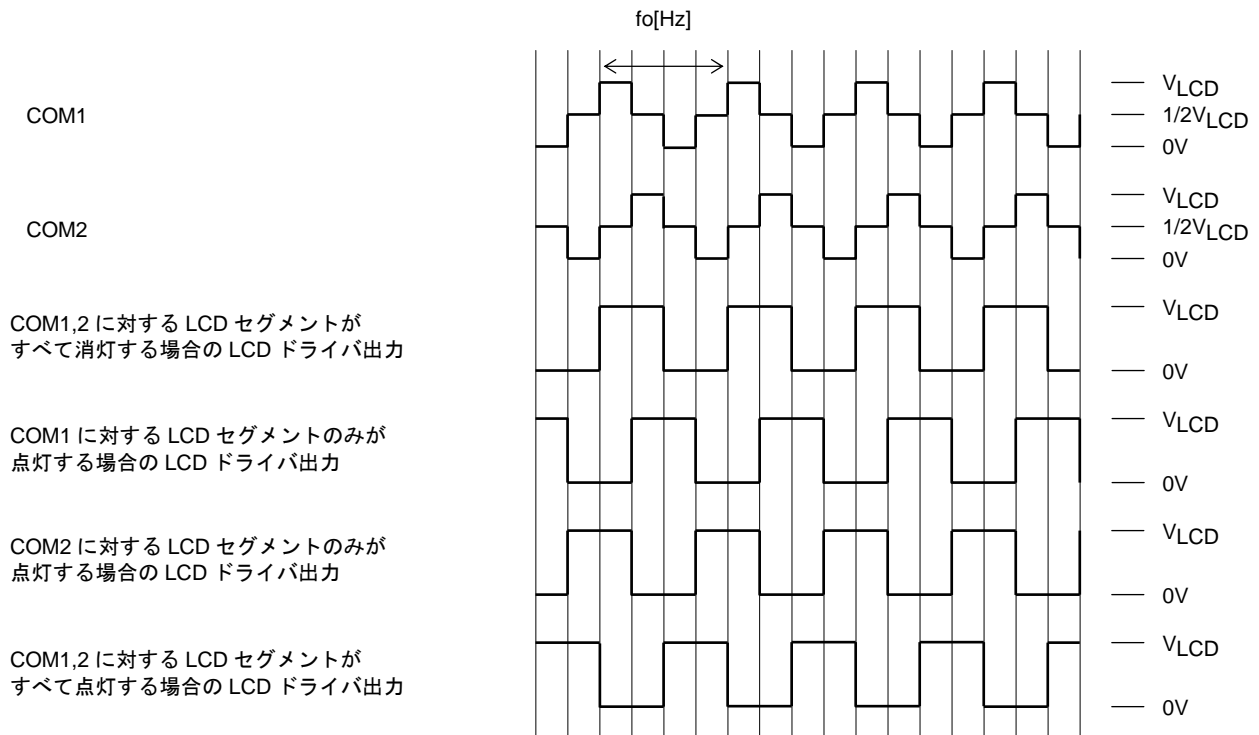 fo[Hz]
COM1
VLCD
1/2VLCD
0V
COM2
VLCD
1/2VLCD
0V
COM1,2 に対する LCD セグメントが
すべて消灯する場合の LCD ドライバ出力
VLCD
0V
COM1 に対する LCD セグメントのみが
点灯する場合の LCD ドライバ出力
VLCD
0V
COM2 に対する LCD セグメントのみが
点灯する場合の LCD ドライバ出力
VLCD
0V
COM1,2 に対する LCD セグメントが
すべて点灯する場合の LCD ドライバ出力
VLCD
0V